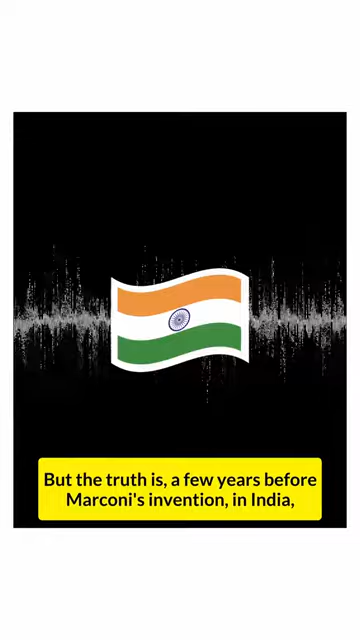 But the truth is, a few years before
Marconi's invention, in India,